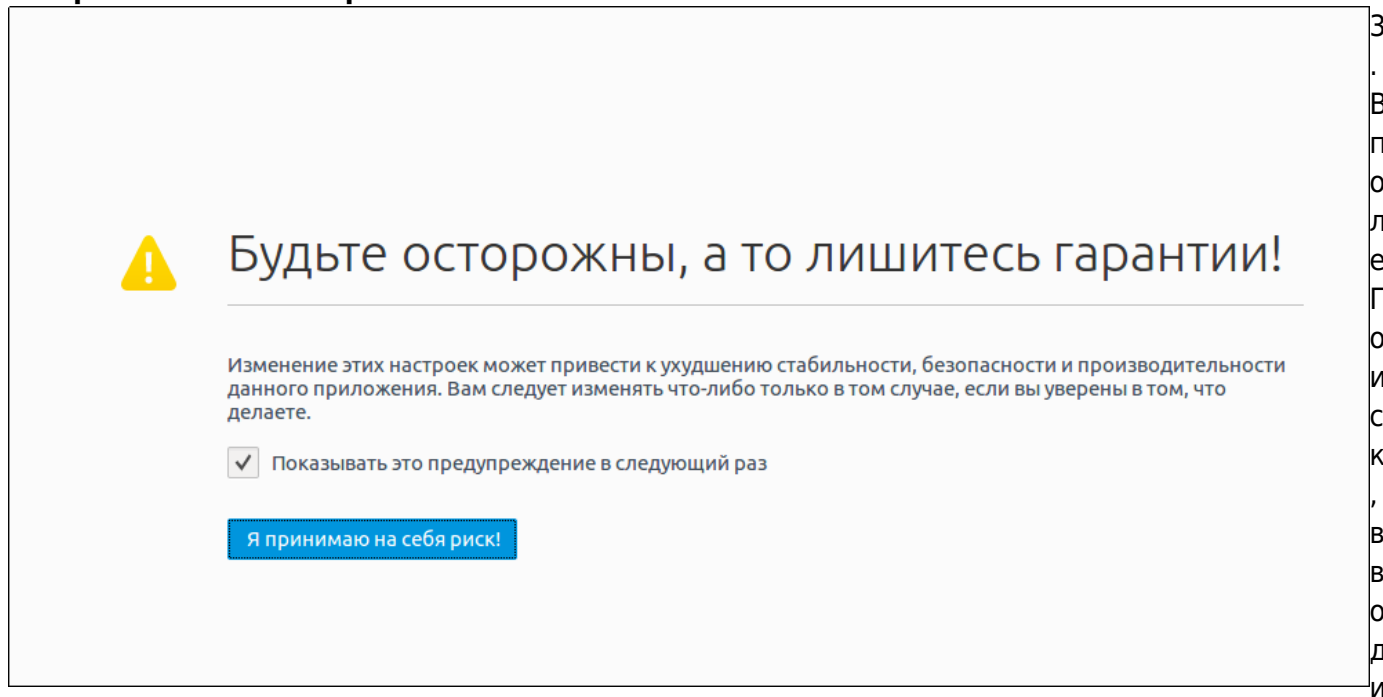 Будьте осторожны, а то лишитесь гарантии!
Изменение этих настроек может привести к ухудшению стабильности, безопасности и производительности
данного приложения. Вам следует изменять что-либо только в том случае, если вы уверены в том, что
делаете.
Показывать это предупреждение в следующий раз
Я принимаю на себя риск!
3
.
В
п
о
л
е
П
о
и
с
к
,
в
в
о
д
и